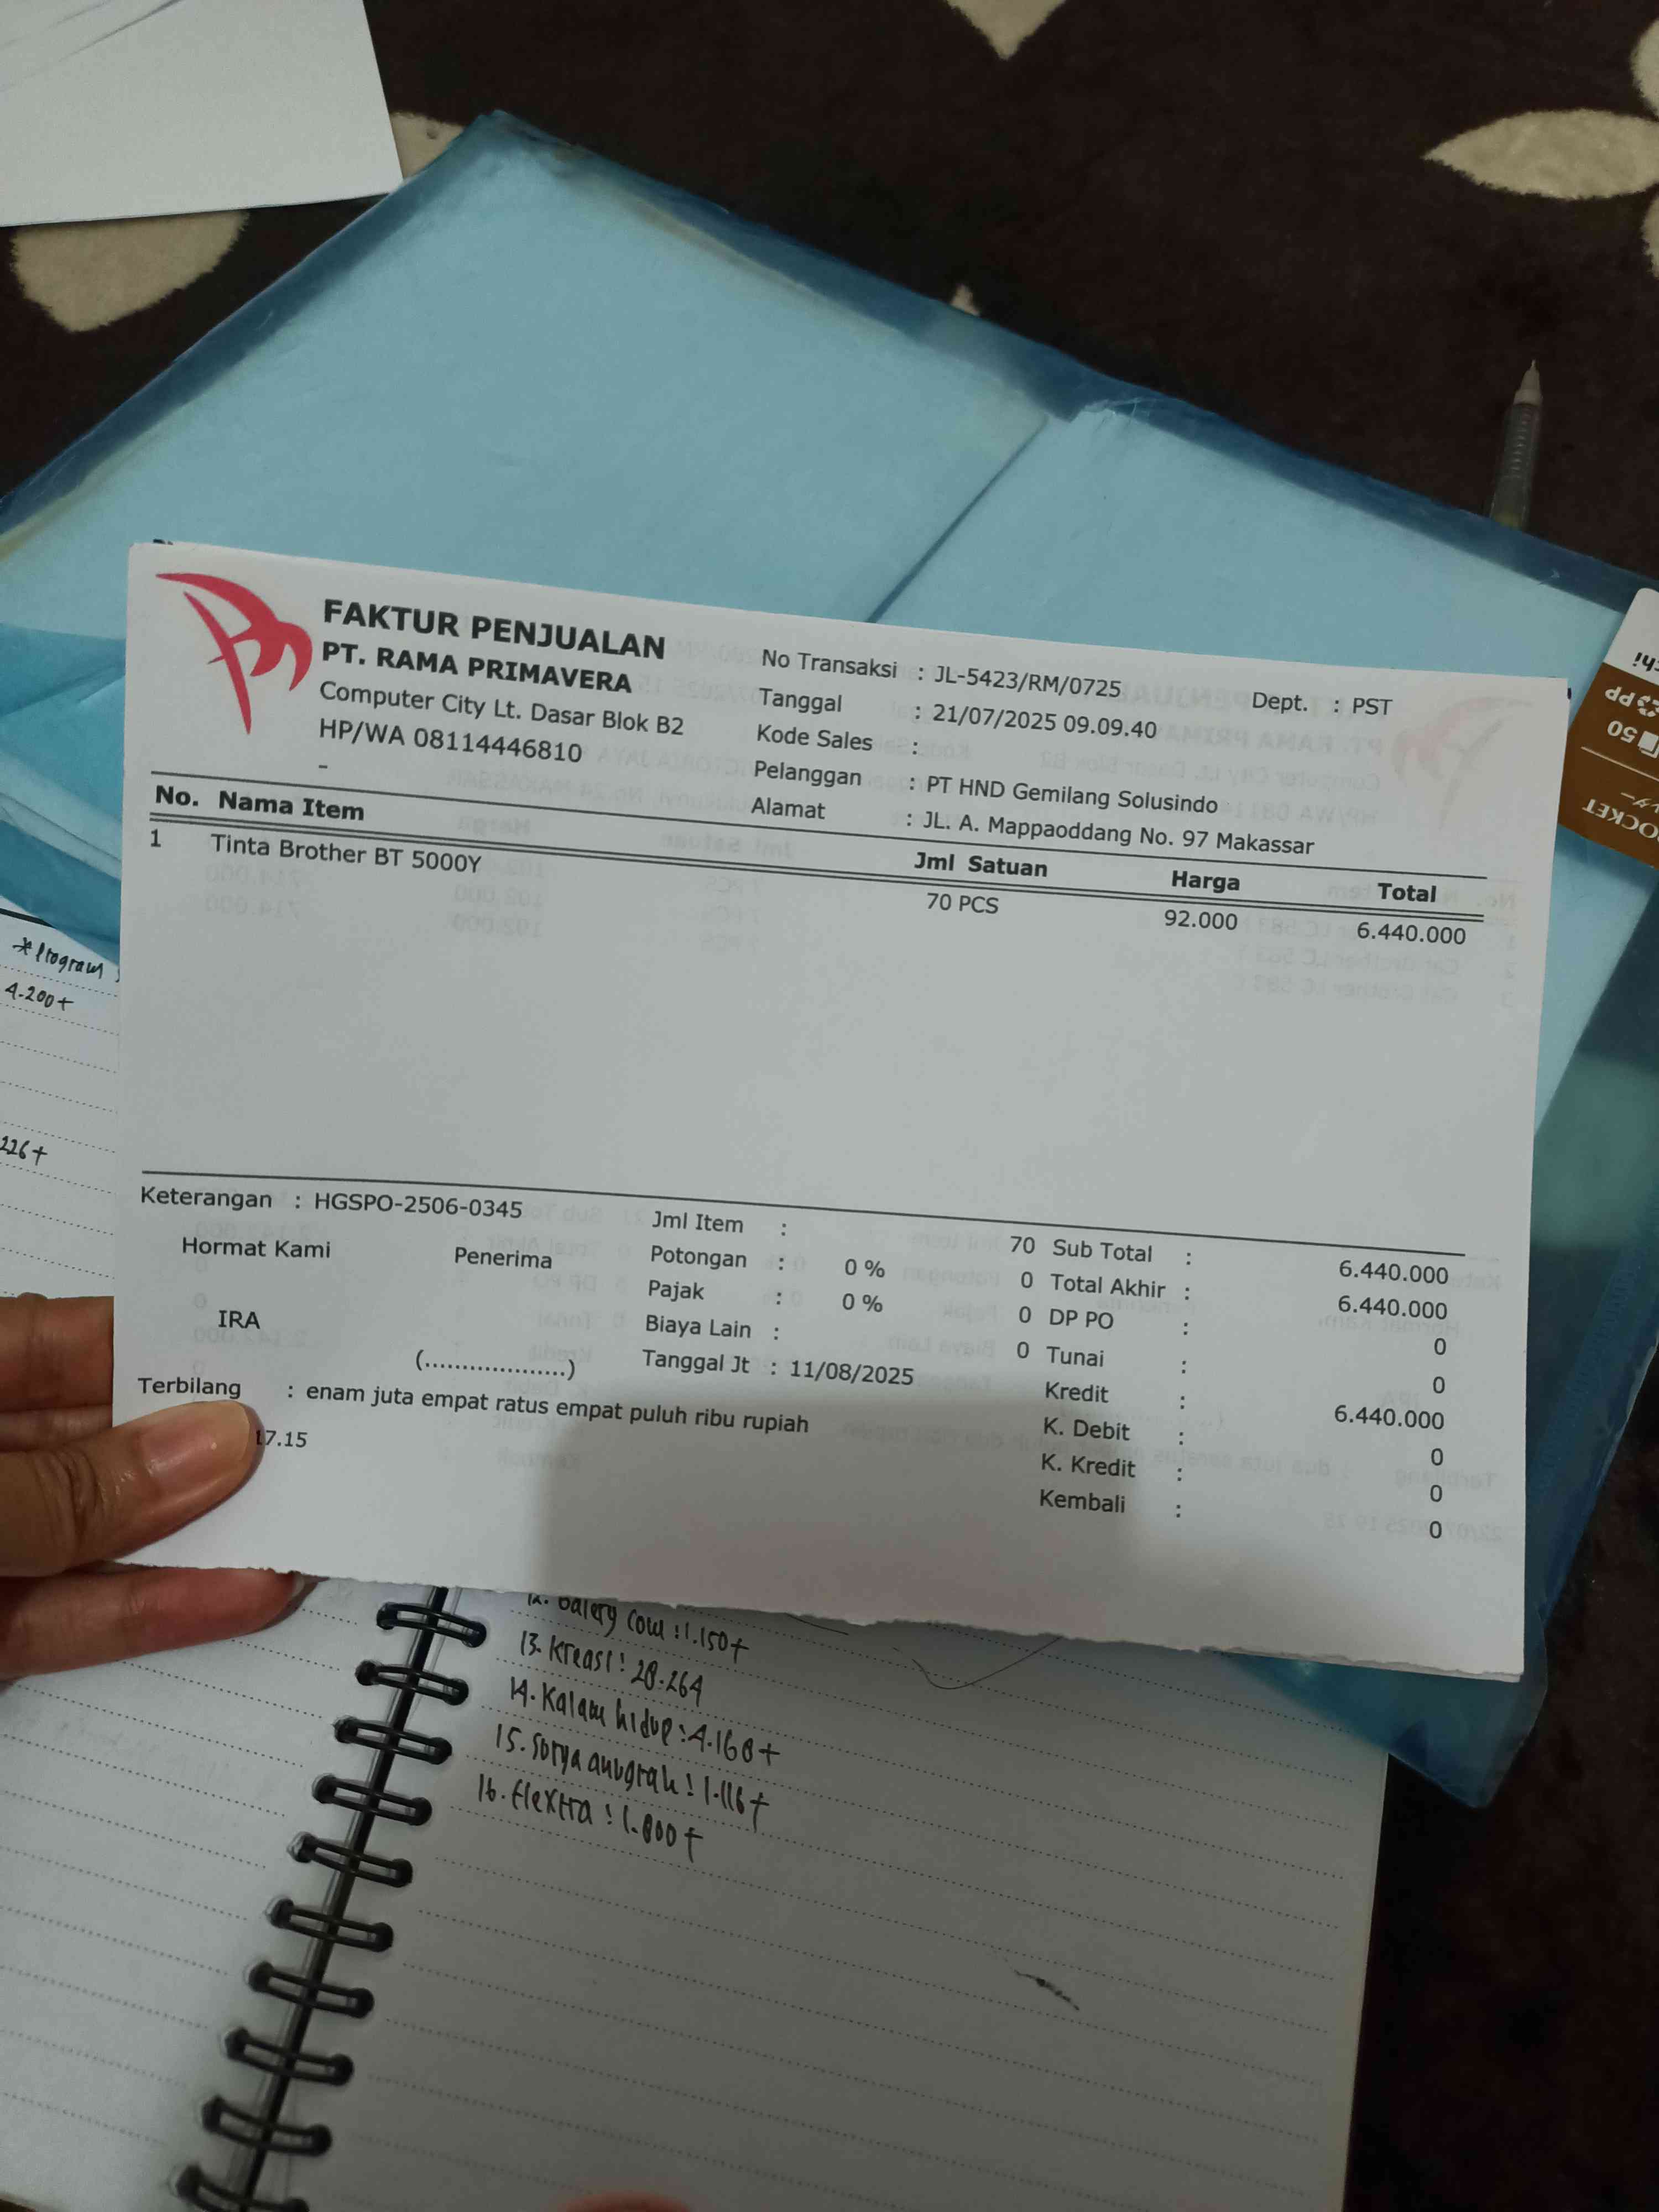 FAKTUR PENJUALAN
PT. RAMA PRIMAVERA
Computer City Lt. Dasar Blok B2
HP/WA 08114446810
-
No Transaksi : JL-5423/RM/0725 Dept. : PST
Tanggal : 21/07/2025 09.09.40
Kode Sales :
Pelanggan : PT HND Gemilang Solusindo
Alamat : JL. A. Mappaoddang No. 97 Makassar
No. Nama Item Jml Satuan Harga Total
1 Tinta Brother BT 5000Y 70 PCS 92.000 6.440.000
Keterangan : HGSPO-2506-0345
Hormat Kami Penerima
IRA
(...................)
Jml Item : 70
Potongan : 0 % 0
Pajak : 0 % 0
Biaya Lain : 0
Tanggal Jt : 11/08/2025
Sub Total : 6.440.000
Total Akhir : 6.440.000
DP PO : 0
Tunai : 0
Kredit : 6.440.000
K. Debit : 0
K. Kredit : 0
Kembali : 0
Terbilang : enam juta empat ratus empat puluh ribu rupiah
17.15
*Program
4.200+
226+
13. Kreasi : 28.264
14. Kalam hidup : 4.168+
15. Surya anugrah : 1.116+
16. Elextra : 1.800+
PP
50
OCKET